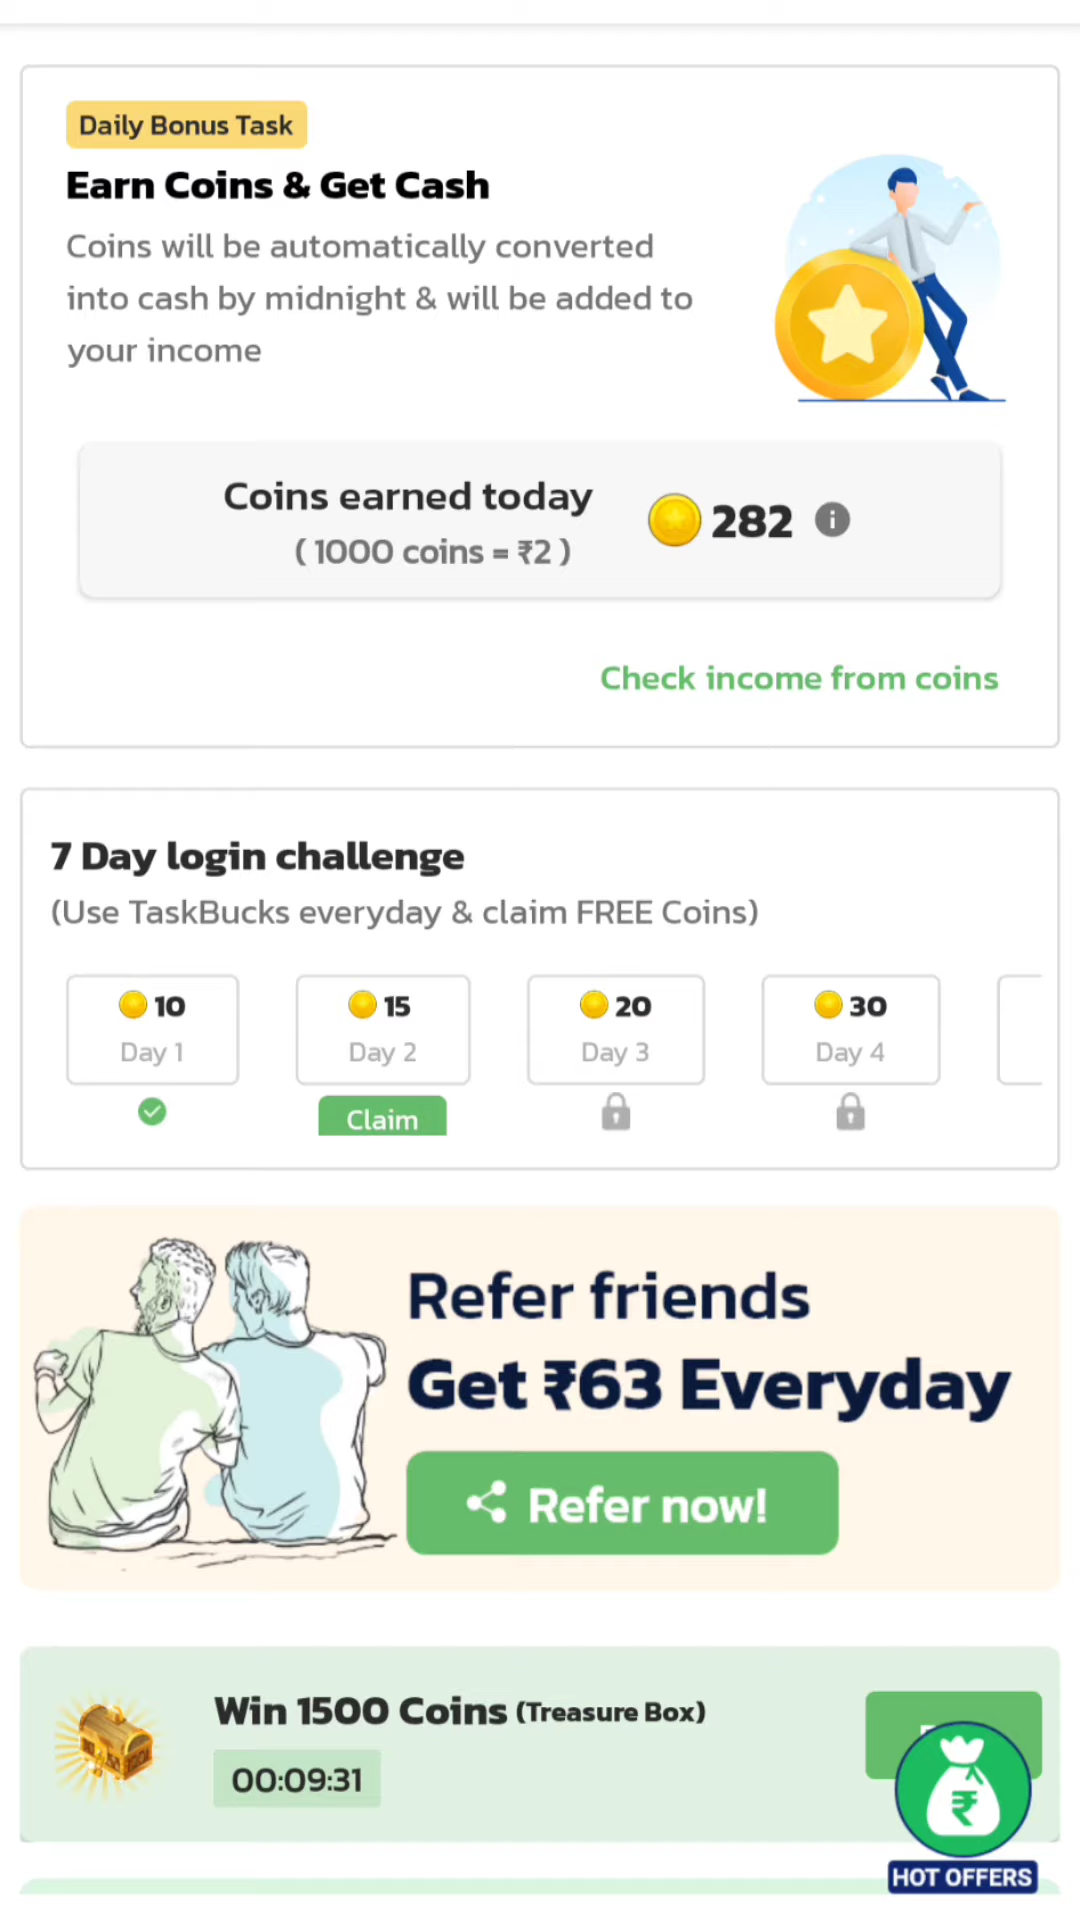 Daily Bonus Task
Earn Coins & Get Cash
Coins will be automatically converted
into cash by midnight & will be added to
your income
Coins earned today
( 1000 coins = ₹2 )
282
Check income from coins
7 Day login challenge
(Use TaskBucks everyday & claim FREE Coins)
10
15
20
30
Day 1
Day 2
Day 3
Day 4
Claim
Refer friends
Get ₹63 Everyday
Refer now!
Win 1500 Coins (Treasure Box)
00:09:31
₹
HOT OFFERS